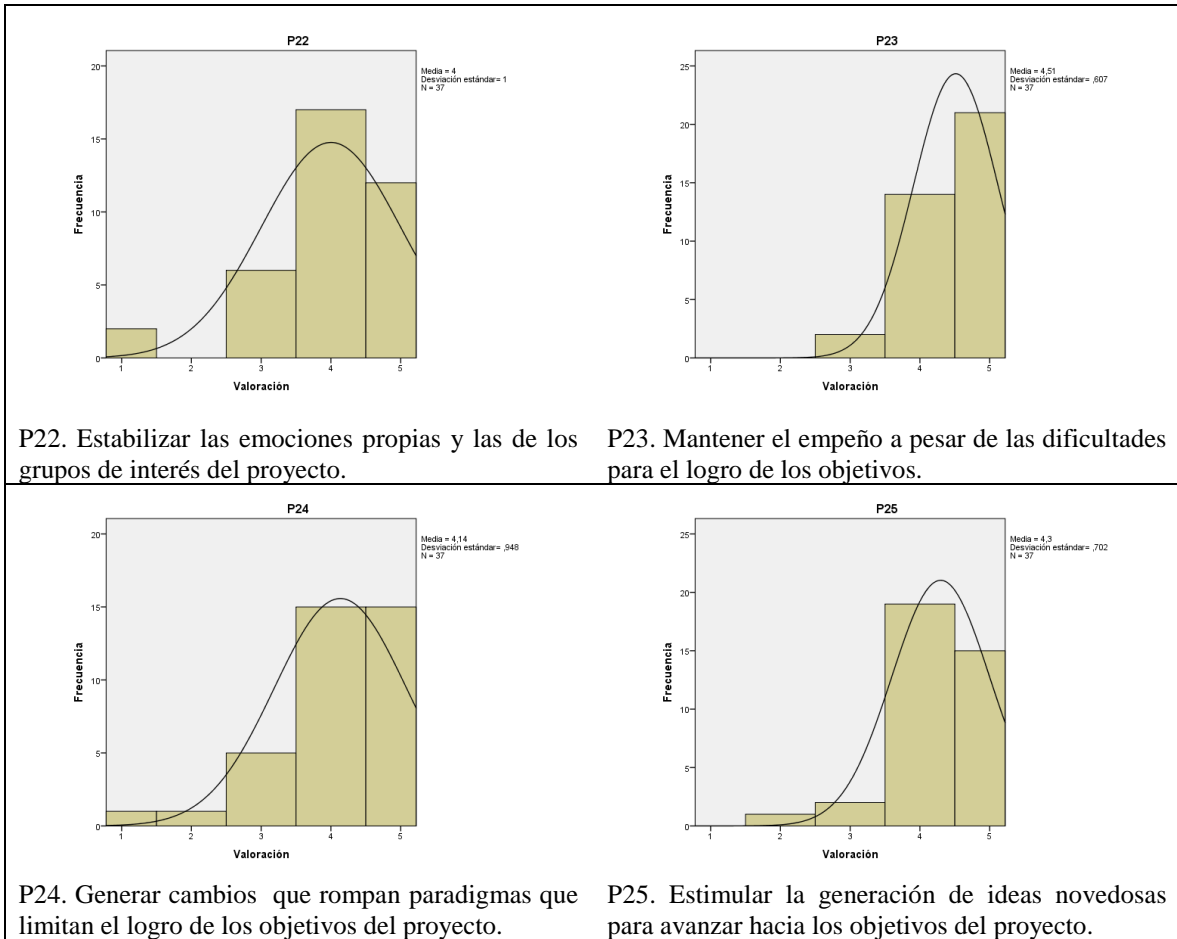 P22
20
15
10
5
0
1 2 3 4 5
Frecuencia
Valoración
Media = 4
Desviación estándar= 1
N = 37
P22. Estabilizar las emociones propias y las de los
grupos de interés del proyecto.
P23
25
20
15
10
5
0
1 2 3 4 5
Frecuencia
Valoración
Media = 4,51
Desviación estándar= ,607
N = 37
P23. Mantener el empeño a pesar de las dificultades
para el logro de los objetivos.
P24
20
15
10
5
0
1 2 3 4 5
Frecuencia
Valoración
Media = 4,14
Desviación estándar= ,948
N = 37
P24. Generar cambios que rompan paradigmas que
limitan el logro de los objetivos del proyecto.
P25
25
20
15
10
5
0
1 2 3 4 5
Frecuencia
Valoración
Media = 4,3
Desviación estándar= ,702
N = 37
P25. Estimular la generación de ideas novedosas
para avanzar hacia los objetivos del proyecto.